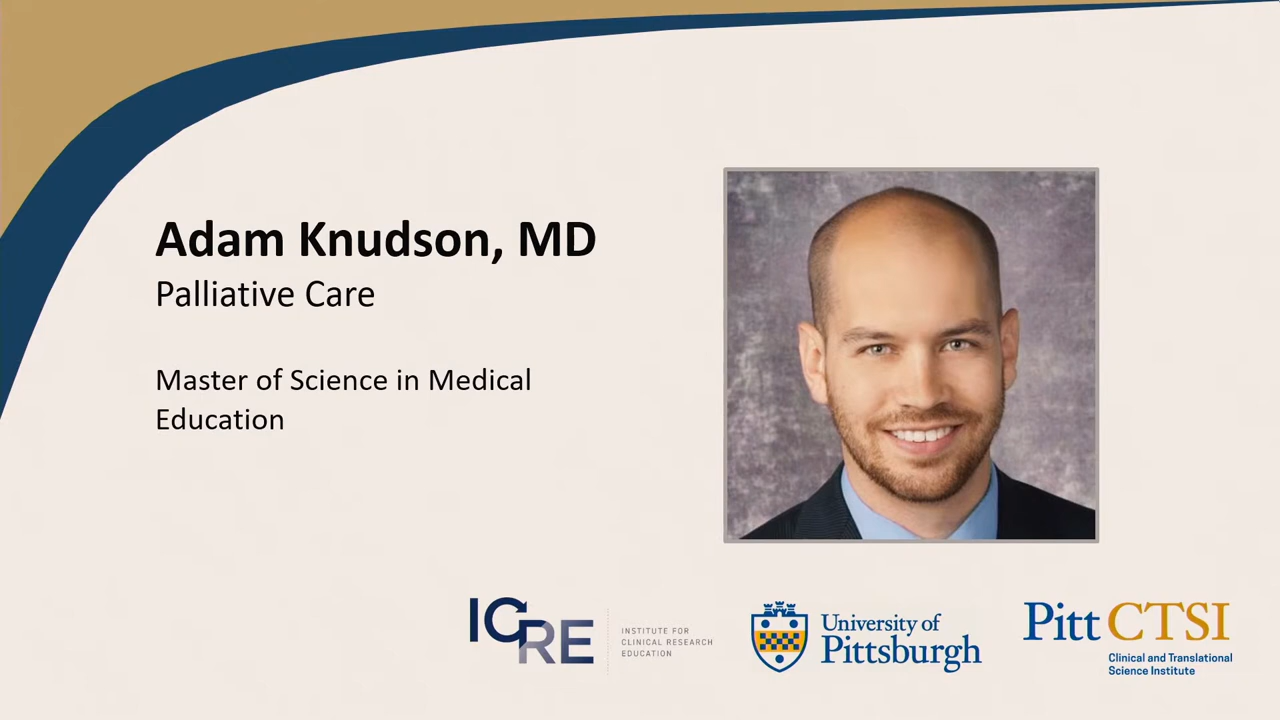 Adam Knudson, MD
Palliative Care
Master of Science in Medical
Education
ICRE
INSTITUTE FOR
CLINICAL RESEARCH
EDUCATION
University of
Pittsburgh
Pitt CTSI
Clinical and Translational
Science Institute